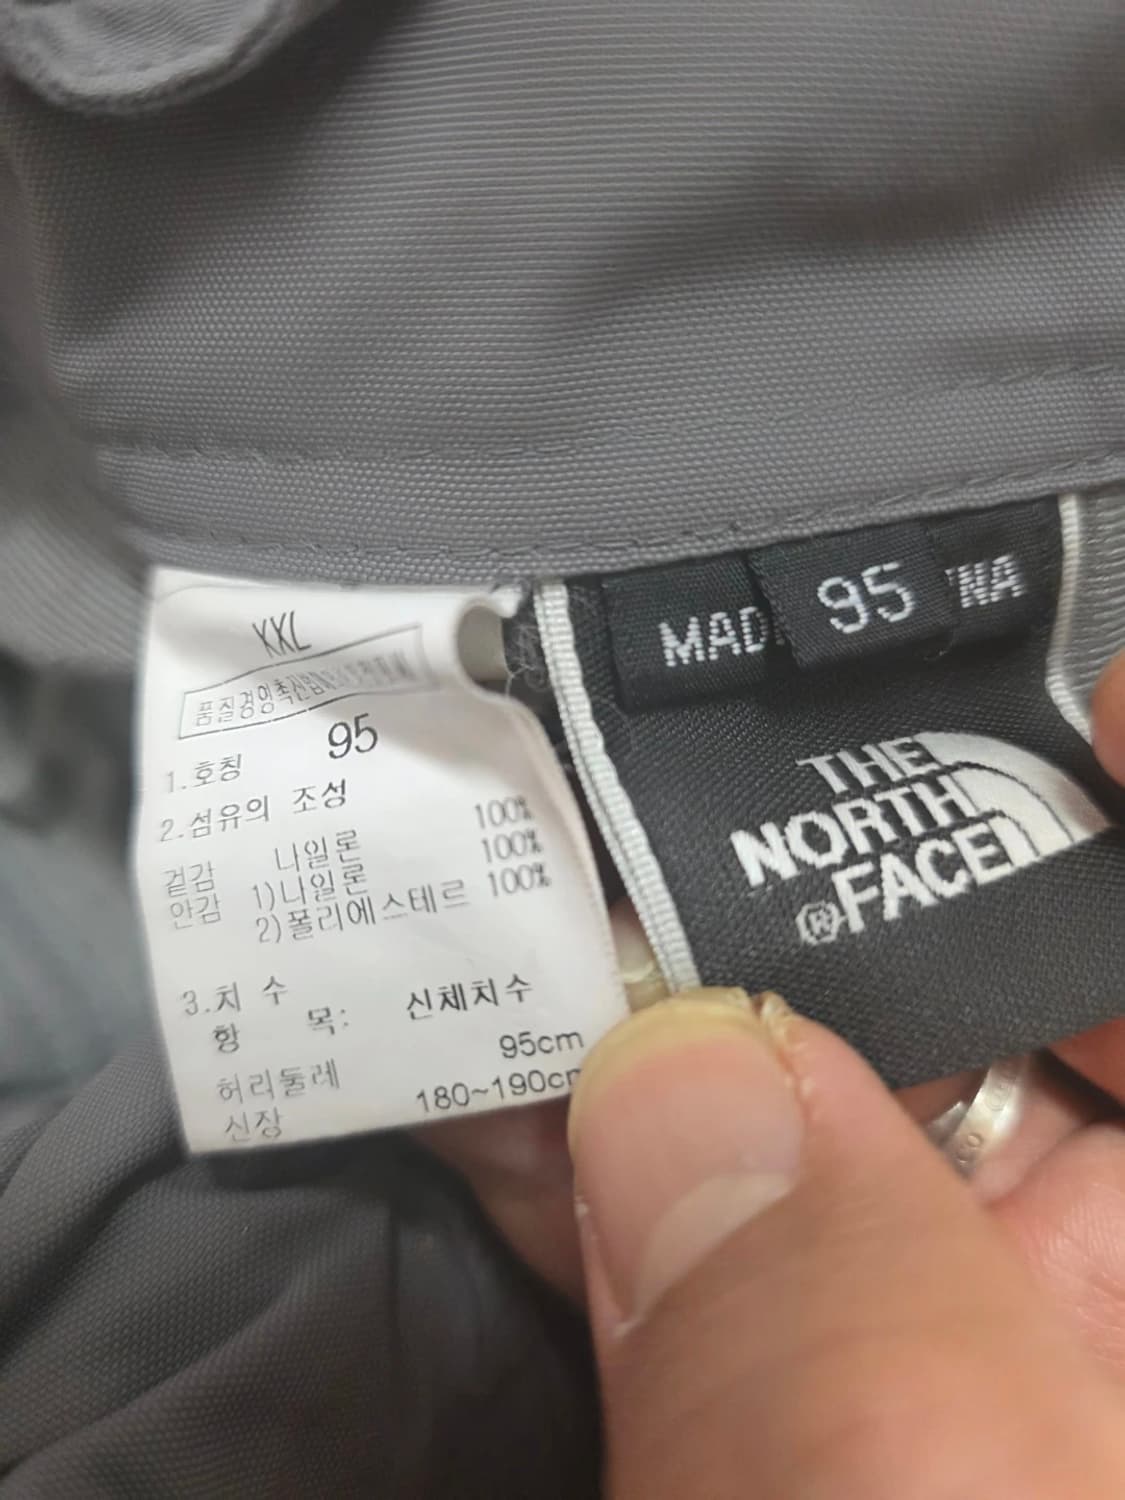 XXL
품질경영촉진법에
1.호칭 95
2.섬유의 조성
겉감 나일론 100%
안감 1)나일론 100%
2)폴리에스테르 100%
3.치 수
항 목: 신체치수
허리둘레 95cm
신장 180~190cm
MAD
95
NA
THE
NORTH
FACE
®